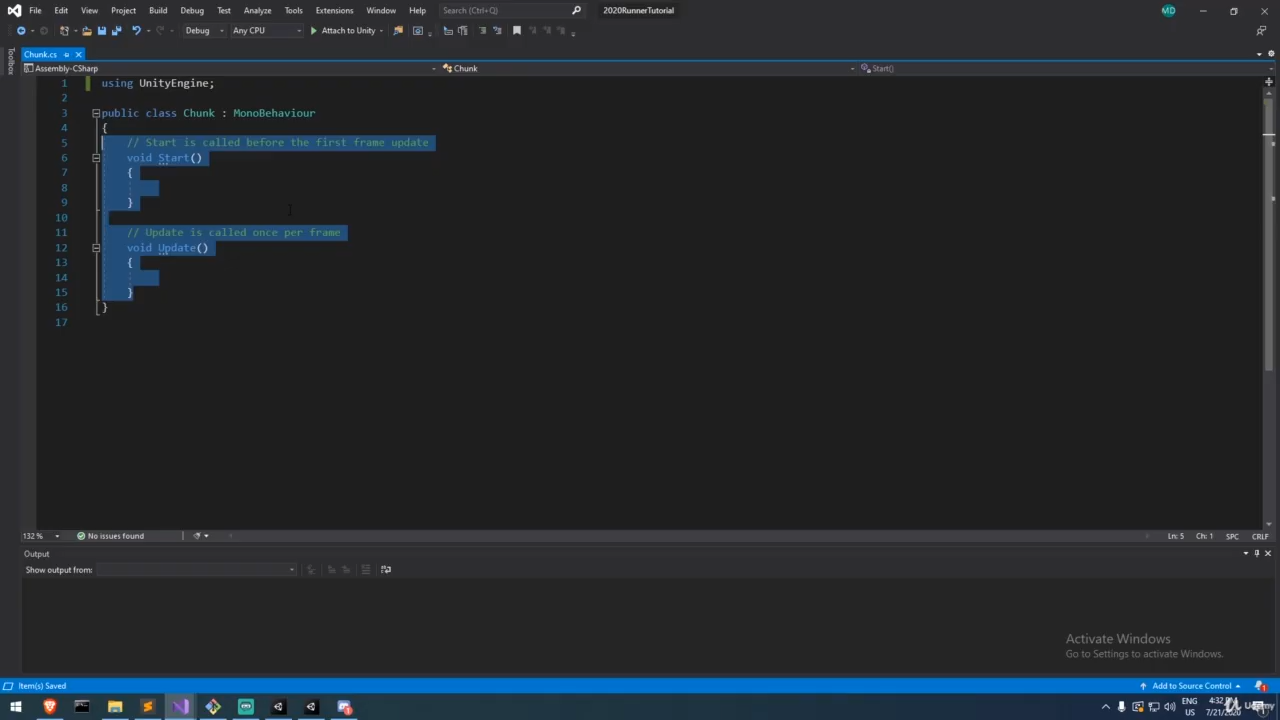 File Edit View Project Build Debug Test Analyze Tools Extensions Window Help Search (Ctrl+Q) 2020RunnerTutorial MD
Debug Any CPU Attach to Unity
Toolbox
Chunk.cs
Assembly-CSharp Chunk Start()
1 using UnityEngine;
2
3 public class Chunk : MonoBehaviour
4 {
5 // Start is called before the first frame update
6 void Start()
7 {
8
9 }
10
11 // Update is called once per frame
12 void Update()
13 {
14
15 }
16 }
17
132 % No issues found Ln: 5 Ch: 1 SPC CRLF
Output
Show output from:
Activate Windows
Go to Settings to activate Windows.
Item(s) Saved Add to Source Control 1
ENG
US
7/21/2020